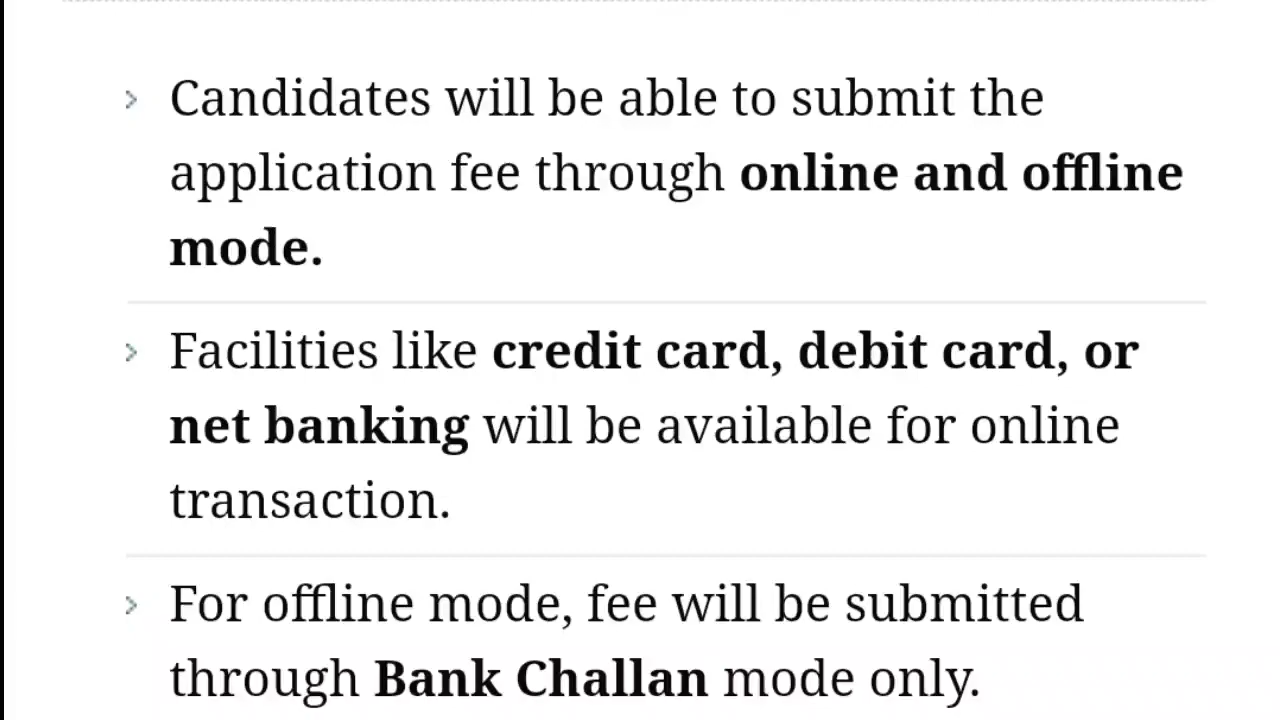 Candidates will be able to submit the
application fee through online and offline
mode.
Facilities like credit card, debit card, or
net banking will be available for online
transaction.
For offline mode, fee will be submitted
through Bank Challan mode only.